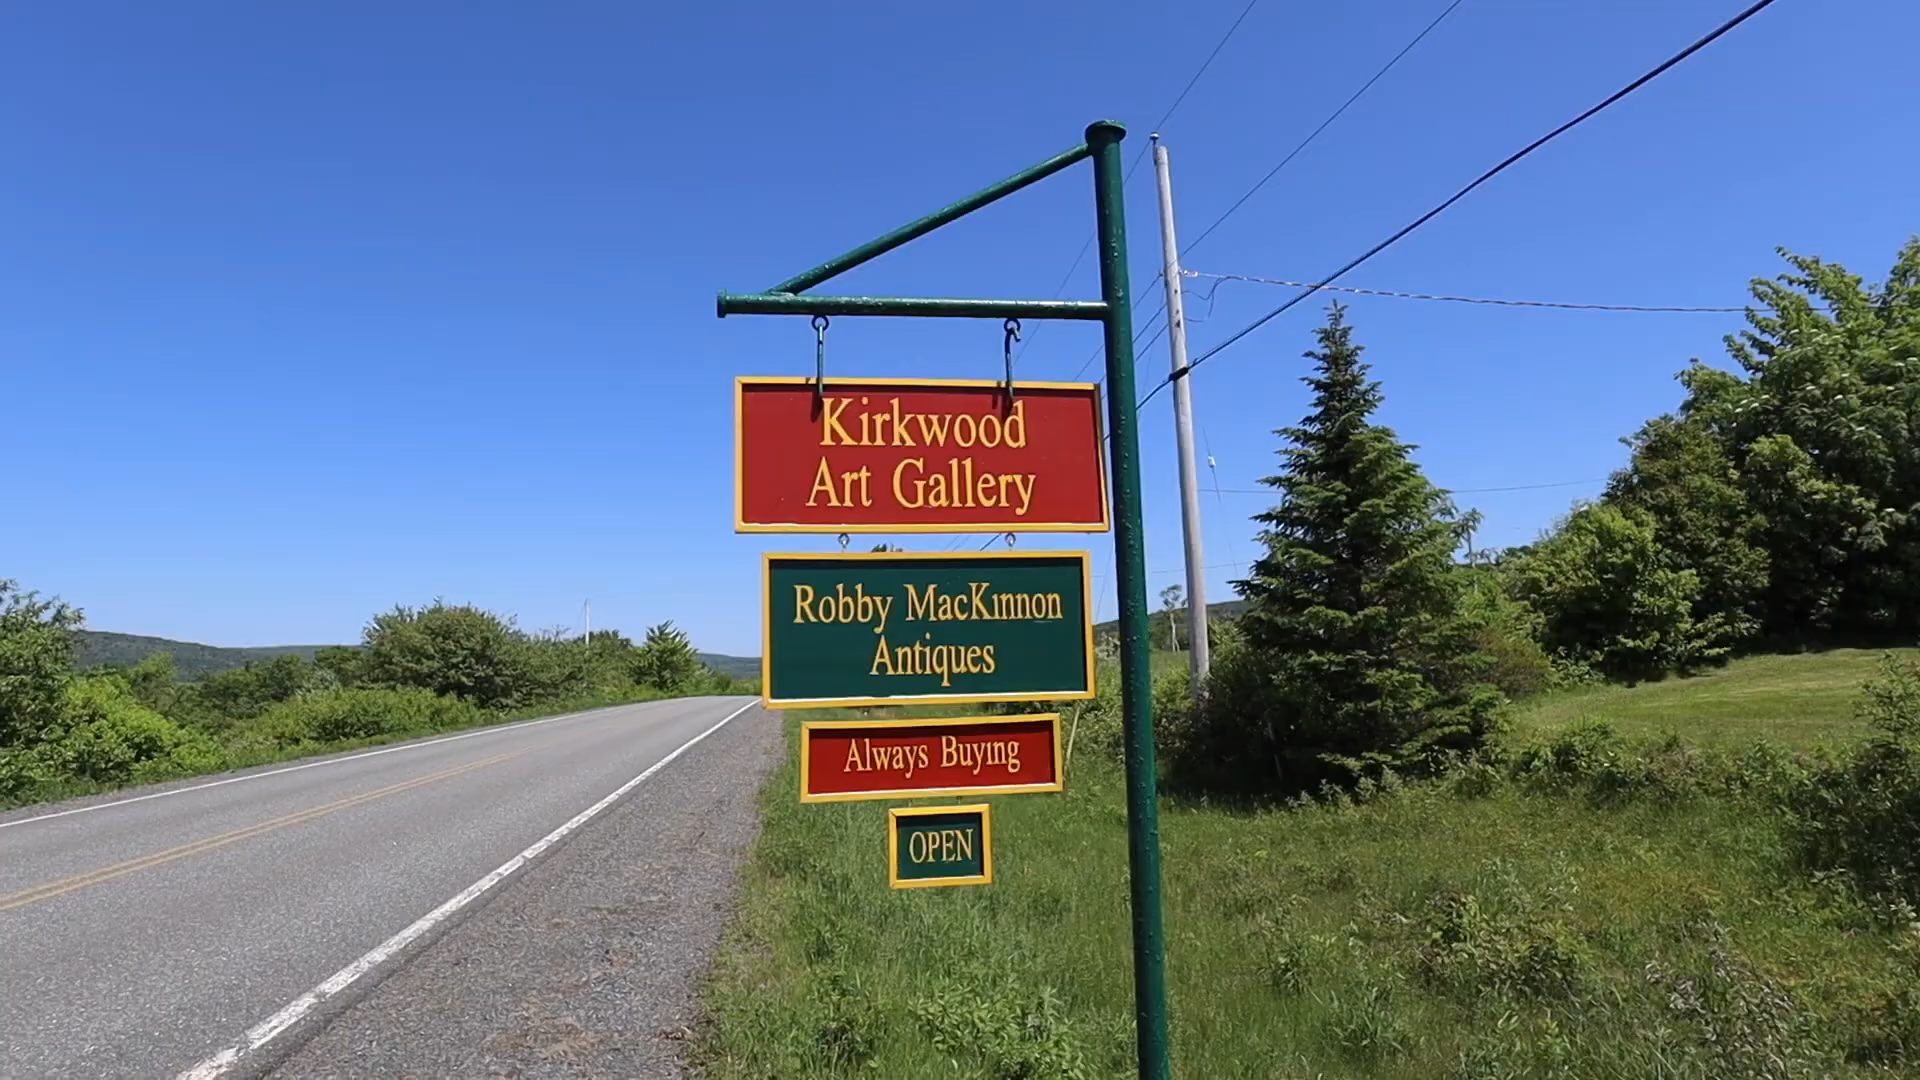 Kirkwood
Art Gallery
Robby MacKinnon
Antiques
Always Buying
OPEN